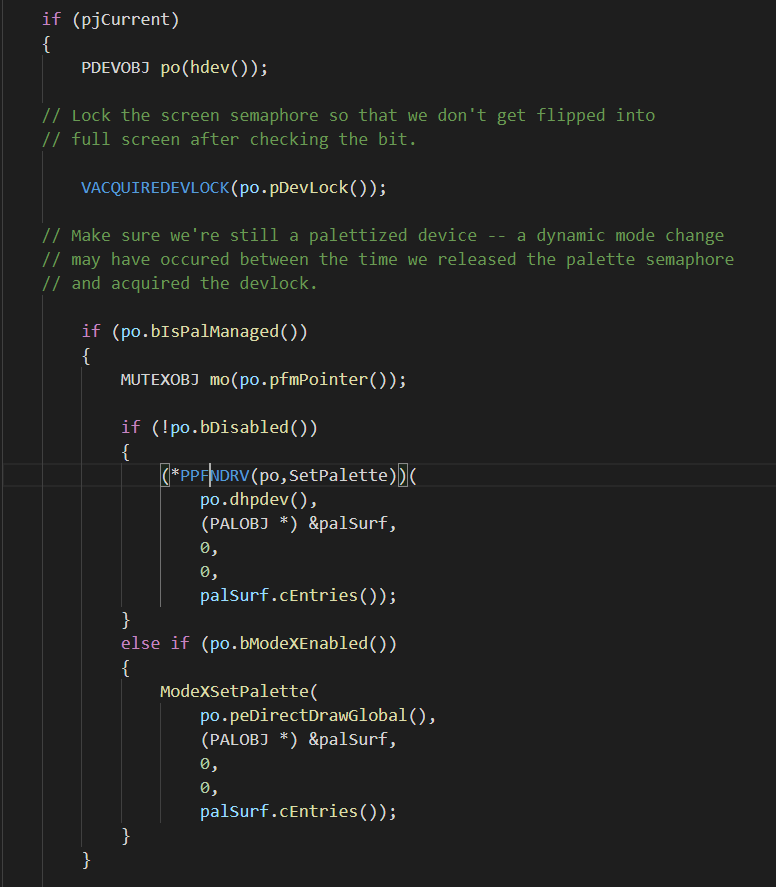 if (pjCurrent)
{
PDEVOBJ po(hdev());
// Lock the screen semaphore so that we don't get flipped into
// full screen after checking the bit.
VACQUIREDEVLOCK(po.pDevLock());
// Make sure we're still a palettized device -- a dynamic mode change
// may have occured between the time we released the palette semaphore
// and acquired the devlock.
if (po.bIsPalManaged())
{
MUTEXOBJ mo(po.pfmPointer());
if (!po.bDisabled())
{
(*PPFNDRV(po,SetPalette))(
po.dhpdev(),
(PALOBJ *) &palSurf,
0,
0,
palSurf.cEntries());
}
else if (po.bModeXEnabled())
{
ModeXSetPalette(
po.peDirectDrawGlobal(),
(PALOBJ *) &palSurf,
0,
0,
palSurf.cEntries());
}
}